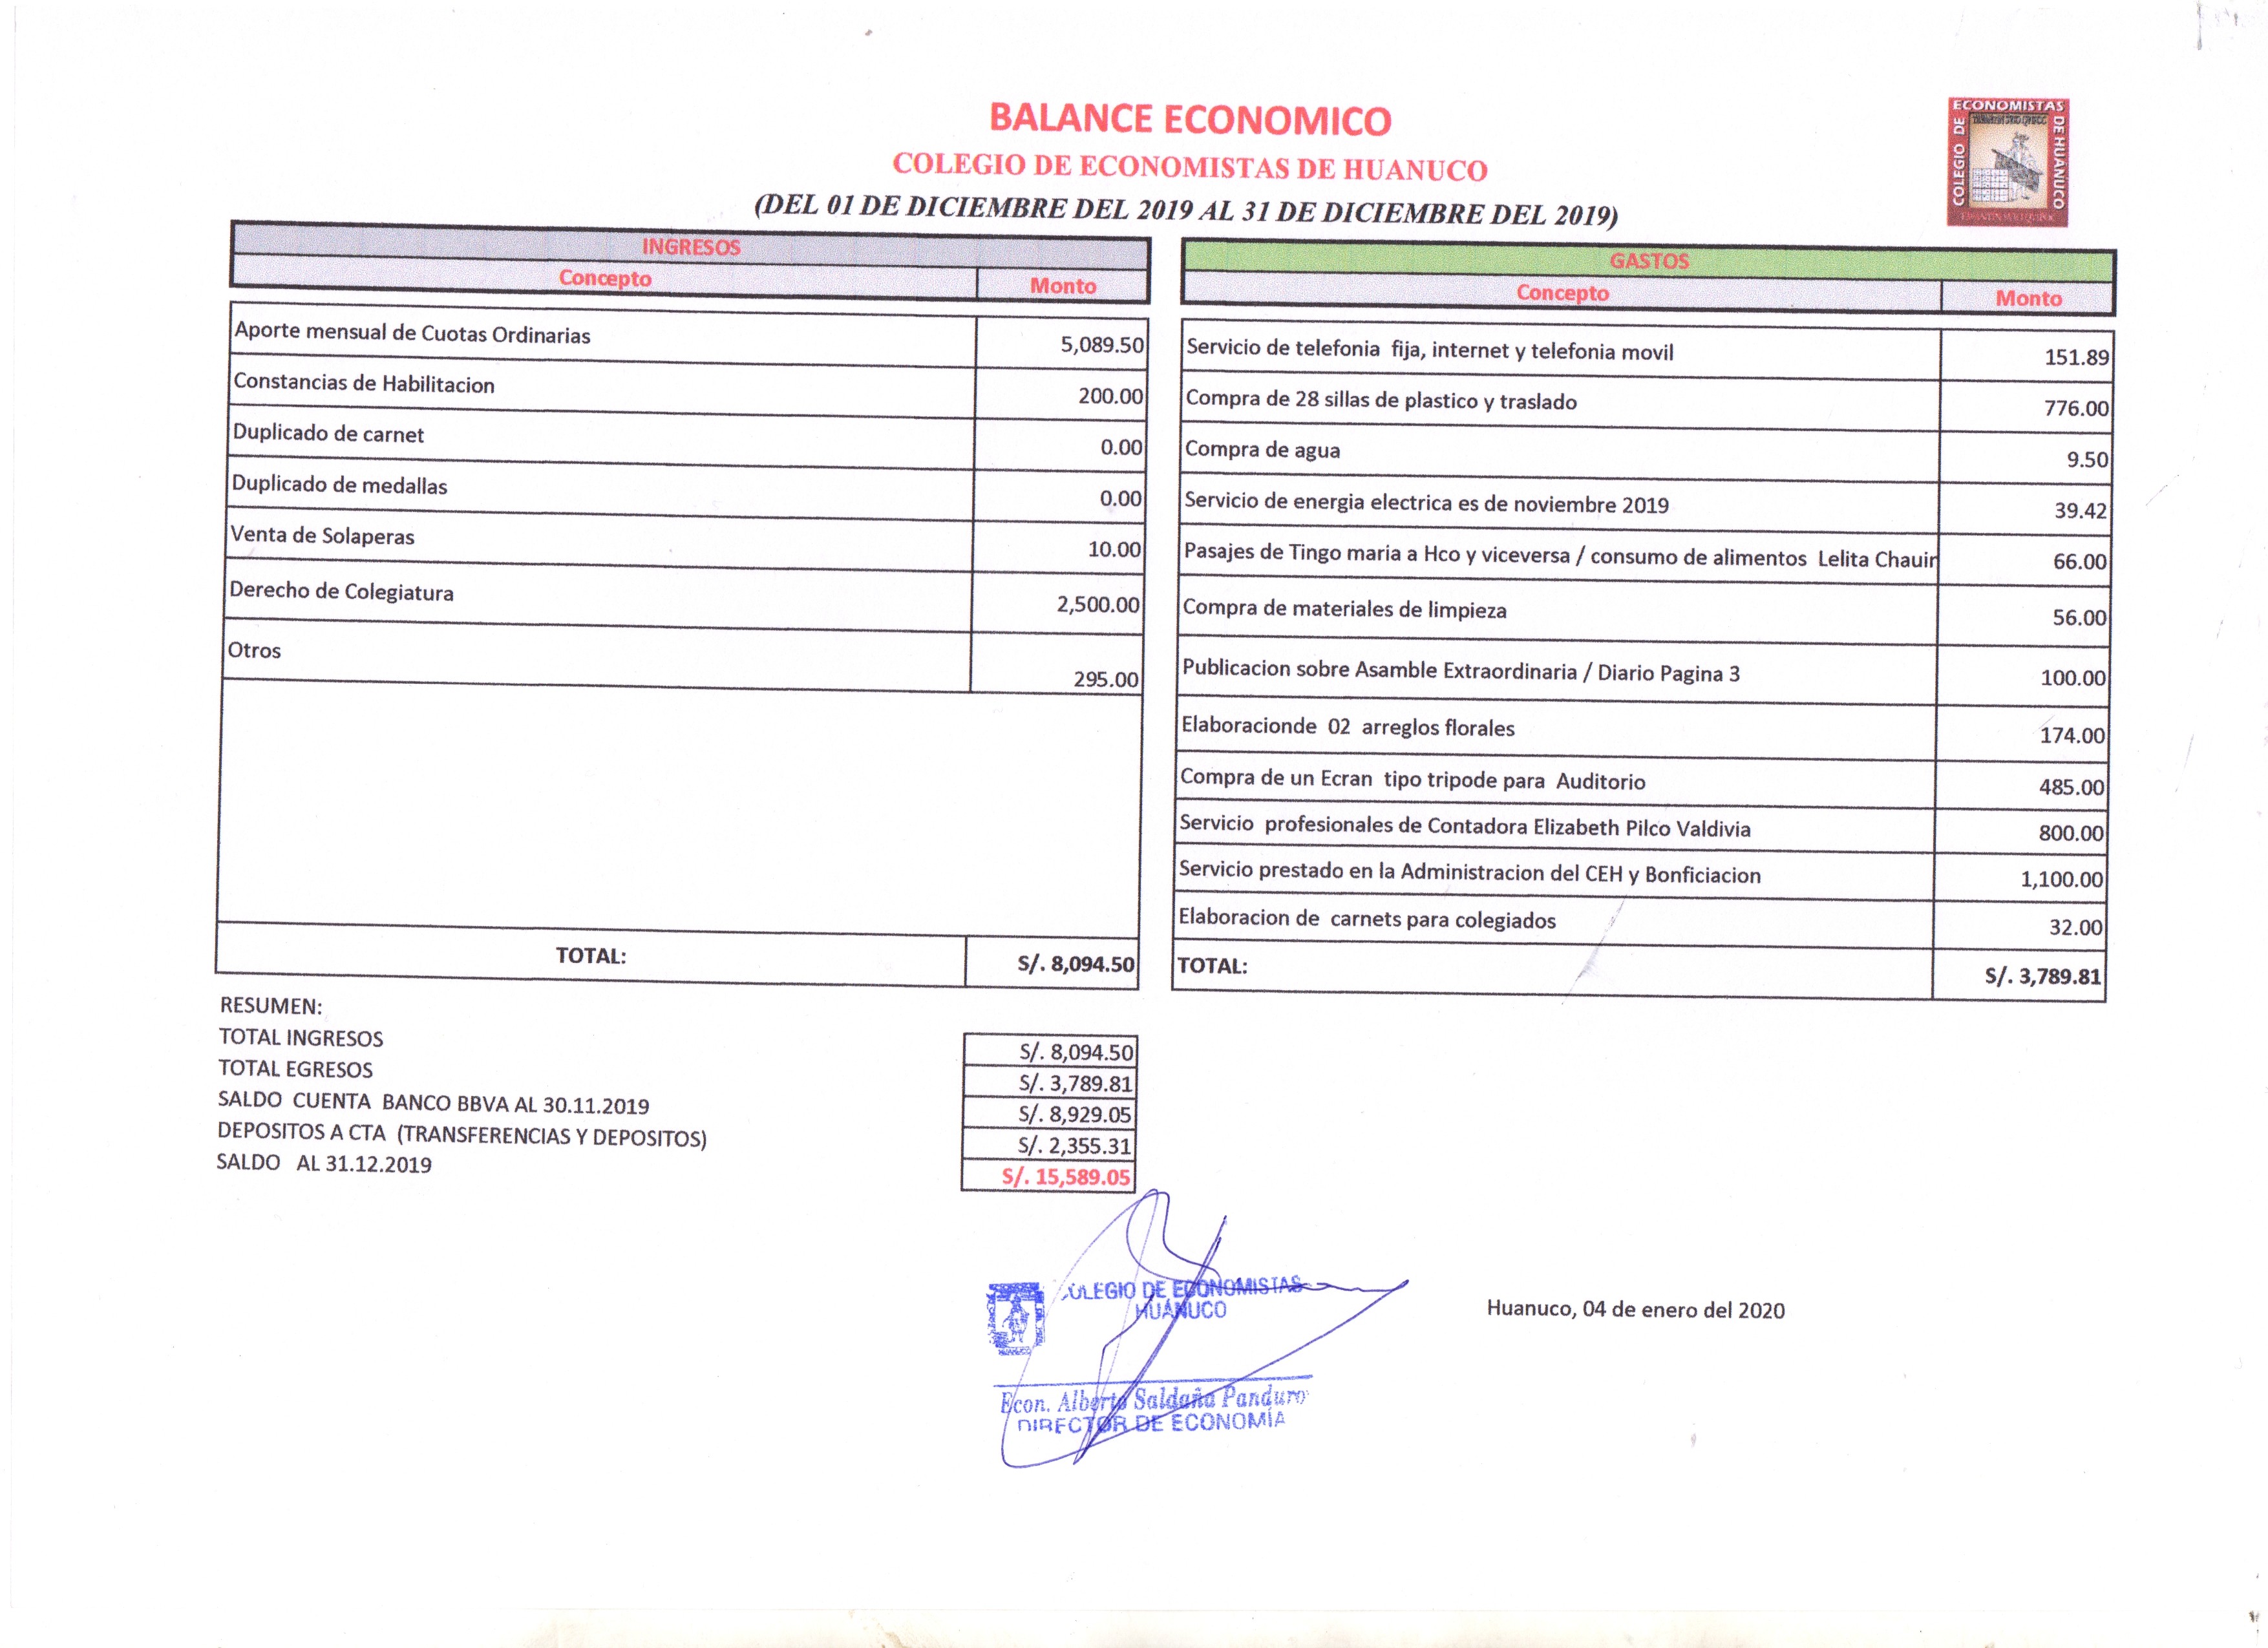 BALANCE ECONOMICO
COLEGIO DE ECONOMISTAS DE HUANUCO
(DEL 01 DE DICIEMBRE DEL 2019 AL 31 DE DICIEMBRE DEL 2019)
ECONOMISTAS
COLEGIO DE
DE HUANUCO
INGRESOS
Concepto Monto
Aporte mensual de Cuotas Ordinarias 5,089.50
Constancias de Habilitacion 200.00
Duplicado de carnet 0.00
Duplicado de medallas 0.00
Venta de Solaperas 10.00
Derecho de Colegiatura 2,500.00
Otros 295.00
TOTAL: S/. 8,094.50
GASTOS
Concepto Monto
Servicio de telefonia fija, internet y telefonia movil 151.89
Compra de 28 sillas de plastico y traslado 776.00
Compra de agua 9.50
Servicio de energia electrica es de noviembre 2019 39.42
Pasajes de Tingo maria a Hco y viceversa / consumo de alimentos Lelita Chauir 66.00
Compra de materiales de limpieza 56.00
Publicacion sobre Asamble Extraordinaria / Diario Pagina 3 100.00
Elaboracionde 02 arreglos florales 174.00
Compra de un Ecran tipo tripode para Auditorio 485.00
Servicio profesionales de Contadora Elizabeth Pilco Valdivia 800.00
Servicio prestado en la Administracion del CEH y Bonficiacion 1,100.00
Elaboracion de carnets para colegiados 32.00
TOTAL: S/. 3,789.81
RESUMEN:
TOTAL INGRESOS S/. 8,094.50
TOTAL EGRESOS S/. 3,789.81
SALDO CUENTA BANCO BBVA AL 30.11.2019 S/. 8,929.05
DEPOSITOS A CTA (TRANSFERENCIAS Y DEPOSITOS) S/. 2,355.31
SALDO AL 31.12.2019 S/. 15,589.05
COLEGIO DE ECONOMISTAS
HUÁNUCO
Econ. Alberto Saldaña Panduro
DIRECTOR DE ECONOMÍA
Huanuco, 04 de enero del 2020